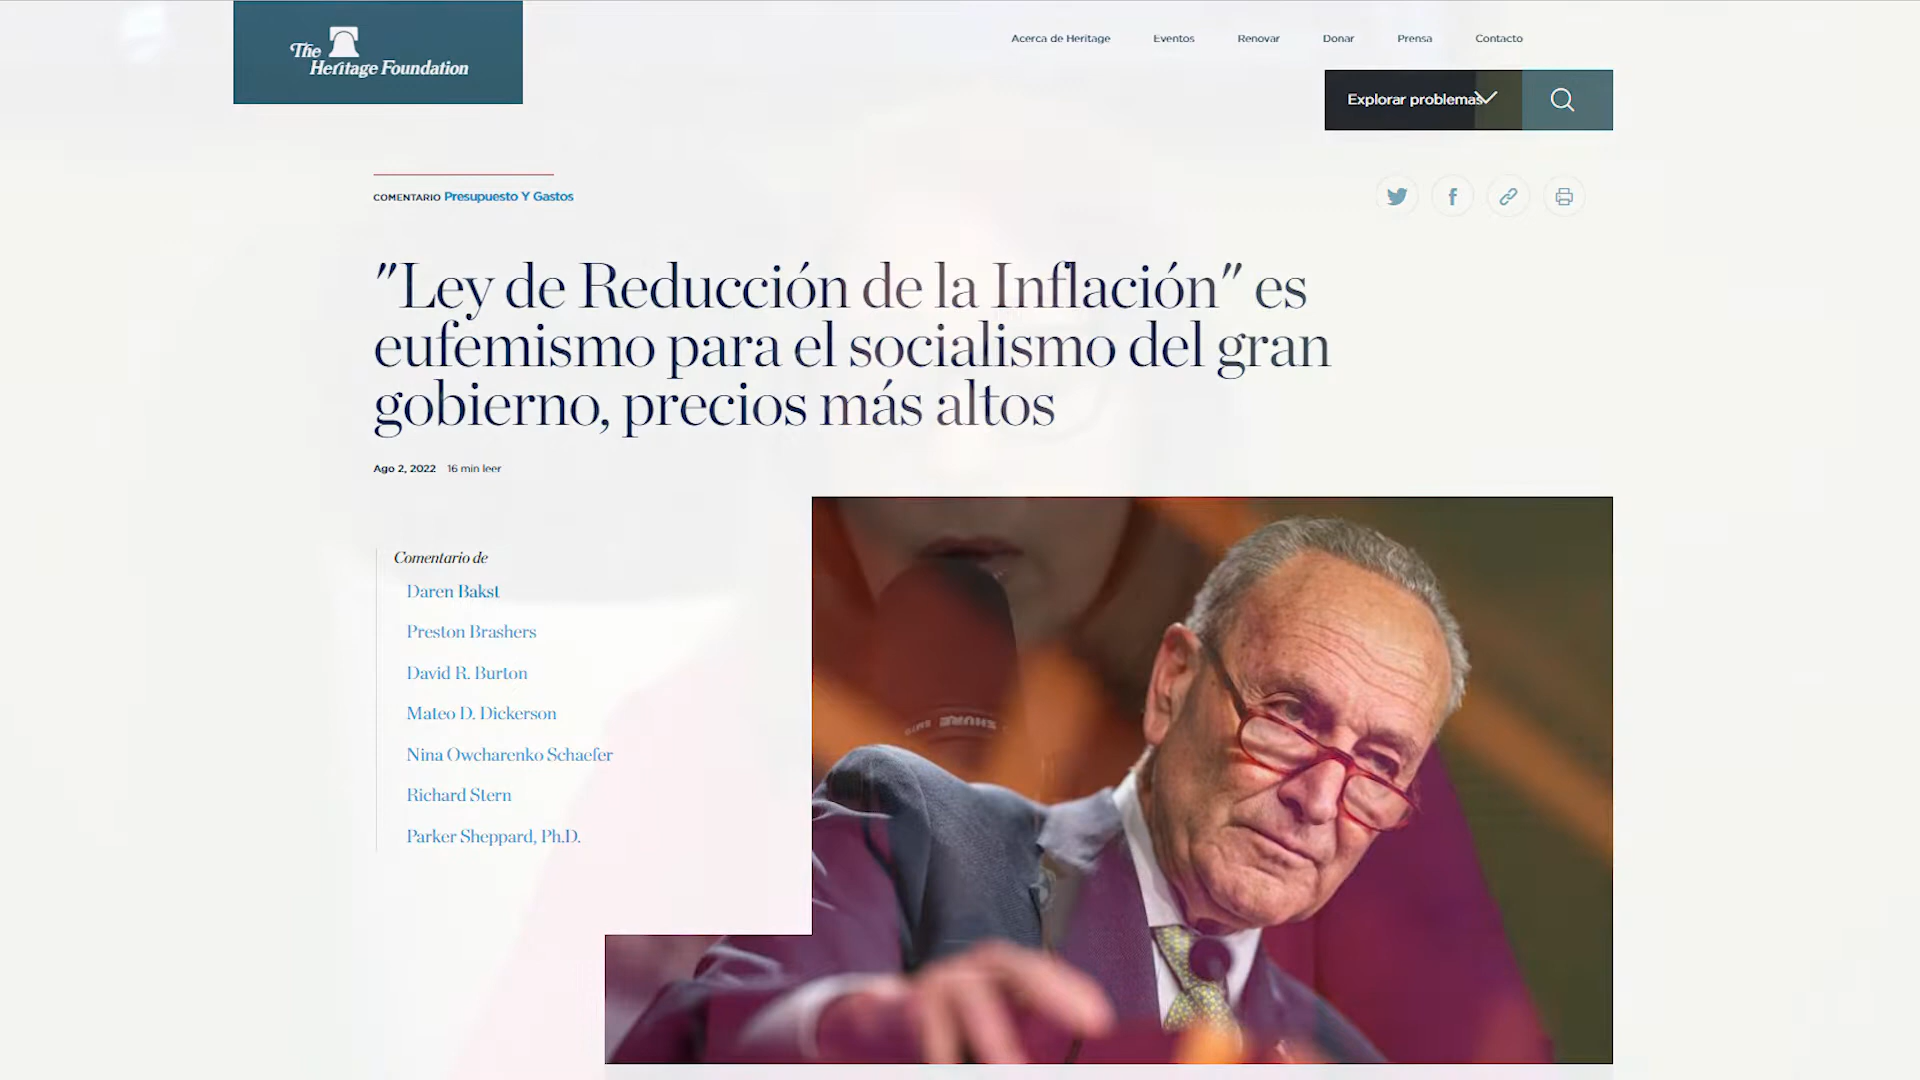 The
Heritage Foundation
Acerca de Heritage Eventos Renovar Donar Prensa Contacto
Explorar problemas
COMENTARIO Presupuesto Y Gastos
"Ley de Reducción de la Inflación" es
eufemismo para el socialismo del gran
gobierno, precios más altos
Ago 2, 2022 16 min leer
Comentario de
Daren Bakst
Preston Brashers
David R. Burton
Mateo D. Dickerson
Nina Owcharenko Schaefer
Richard Stern
Parker Sheppard, Ph.D.
SHURE